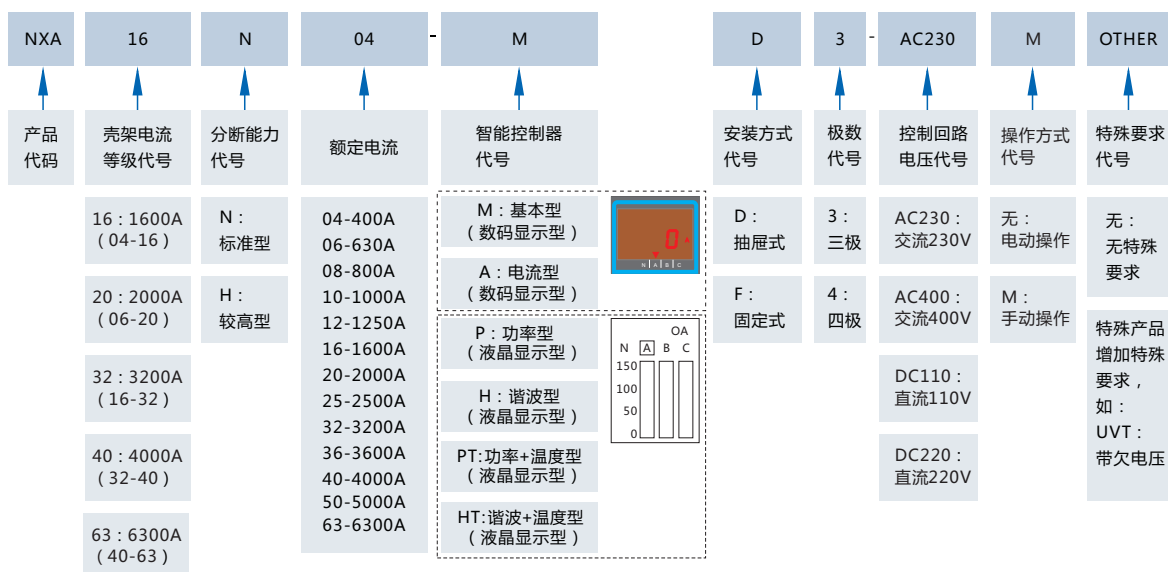 NXA 16 N 04 - M D 3 - AC230 M OTHER
产品
代码
壳架电流
等级代号
分断能力
代号
额定电流
智能控制器
代号
安装方式
代号
极数
代号
控制回路
电压代号
操作方式
代号
特殊要求
代号
16：1600A
（04-16）
20：2000A
（06-20）
32：3200A
（16-32）
40：4000A
（32-40）
63：6300A
（40-63）
N：
标准型
H：
较高型
04-400A
06-630A
08-800A
10-1000A
12-1250A
16-1600A
20-2000A
25-2500A
32-3200A
36-3600A
40-4000A
50-5000A
63-6300A
M：基本型
（数码显示型）
A：电流型
（数码显示型）
P：功率型
（液晶显示型）
H：谐波型
（液晶显示型）
PT:功率+温度型
（液晶显示型）
HT:谐波+温度型
（液晶显示型）
0 A
N A B C
OA
N A B C
150
100
50
0
D：
抽屉式
F：
固定式
3：
三极
4：
四极
AC230：
交流230V
AC400：
交流400V
DC110：
直流110V
DC220：
直流220V
无：
电动操作
M：
手动操作
无：
无特殊
要求
特殊产品
增加特殊
要求，
如：
UVT：
带欠电压